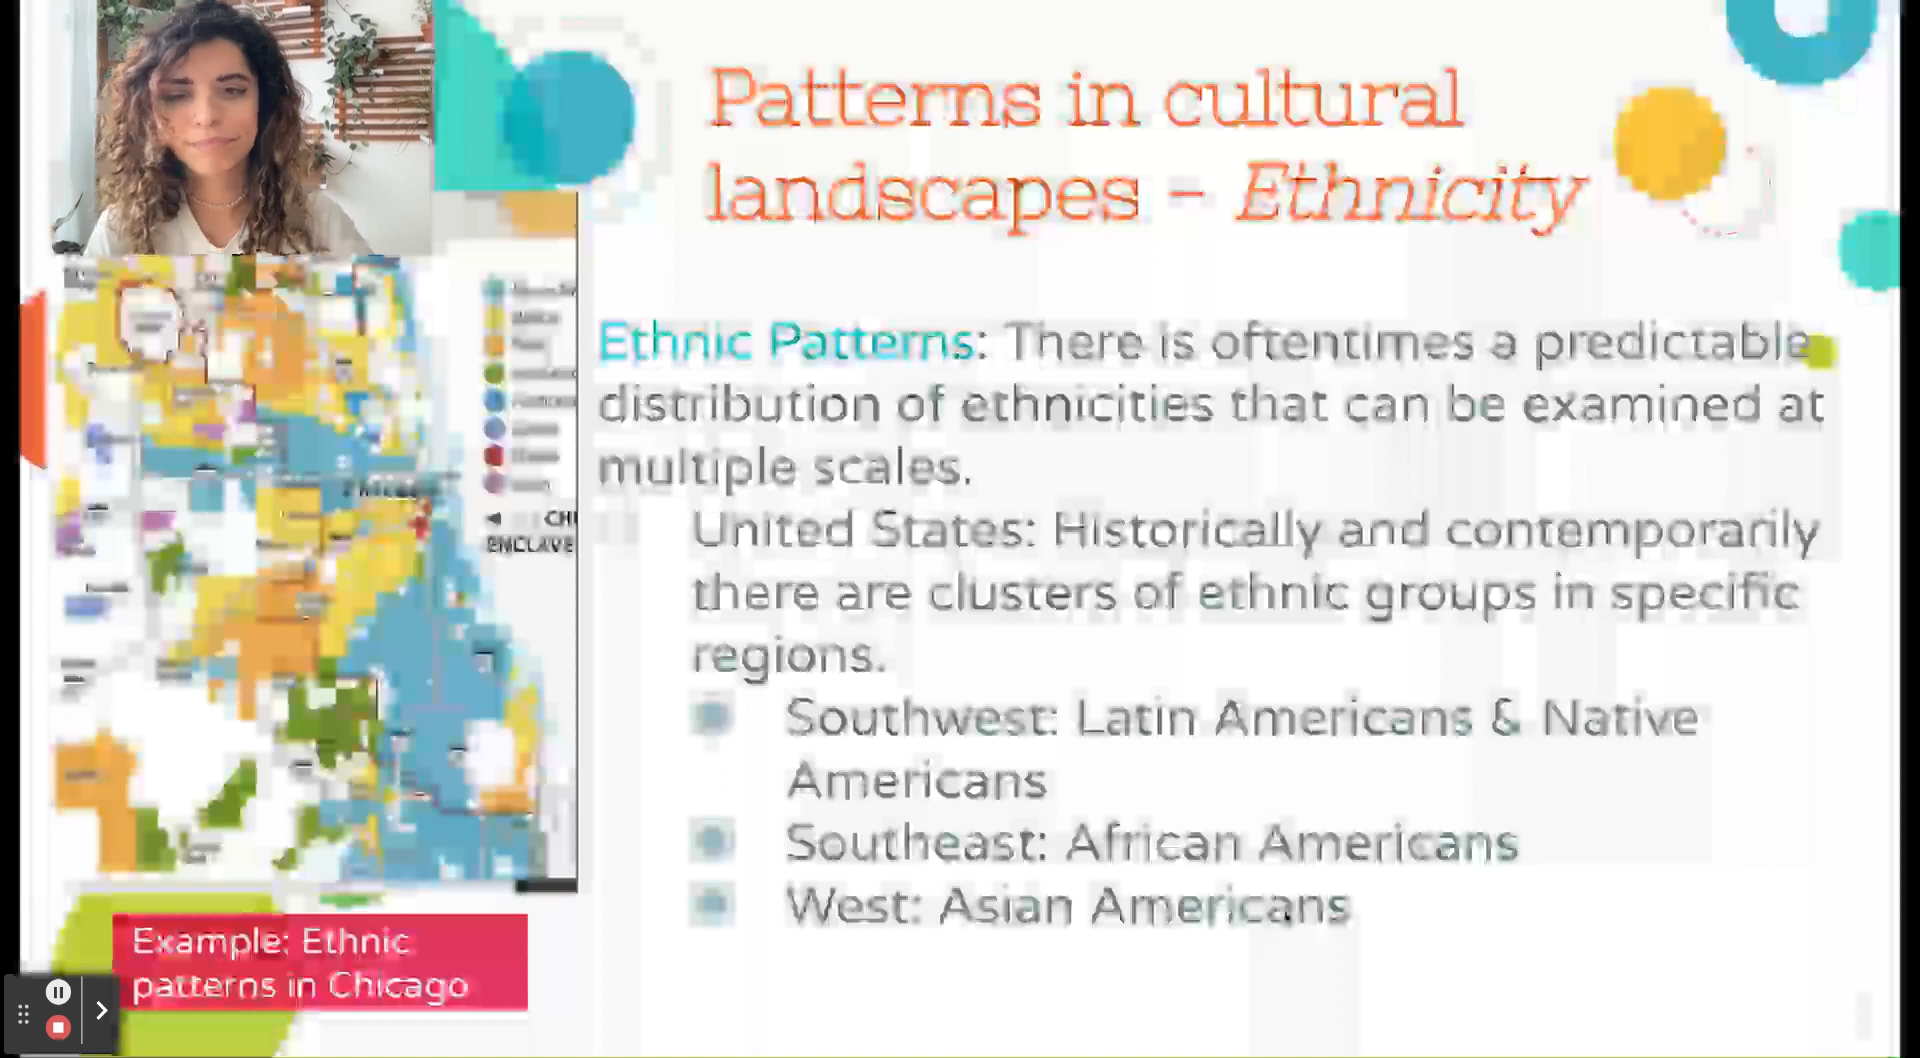 Patterns in cultural
landscapes – Ethnicity
Ethnic Patterns: There is oftentimes a predictable
distribution of ethnicities that can be examined at
multiple scales.
United States: Historically and contemporarily
there are clusters of ethnic groups in specific
regions.
Southwest: Latin Americans & Native
Americans
Southeast: African Americans
West: Asian Americans
Chicago
CHI
ENCLAVE
Example: Ethnic
patterns in Chicago